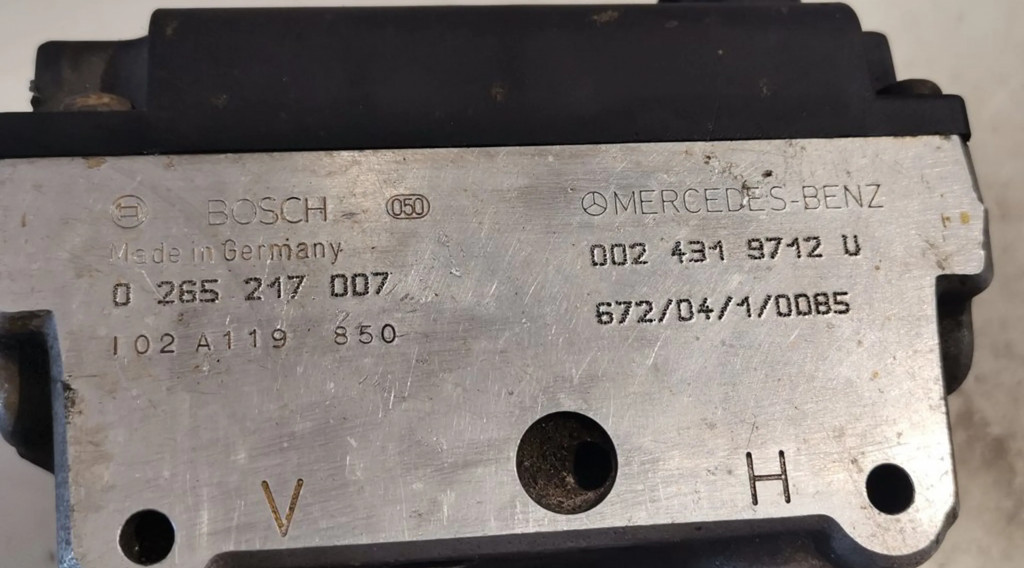 BOSCH 050
Made in Germany
0 265 217 007
I02 A119 850
MERCEDES-BENZ
002 431 9712 U
672/04/1/0085
V
H